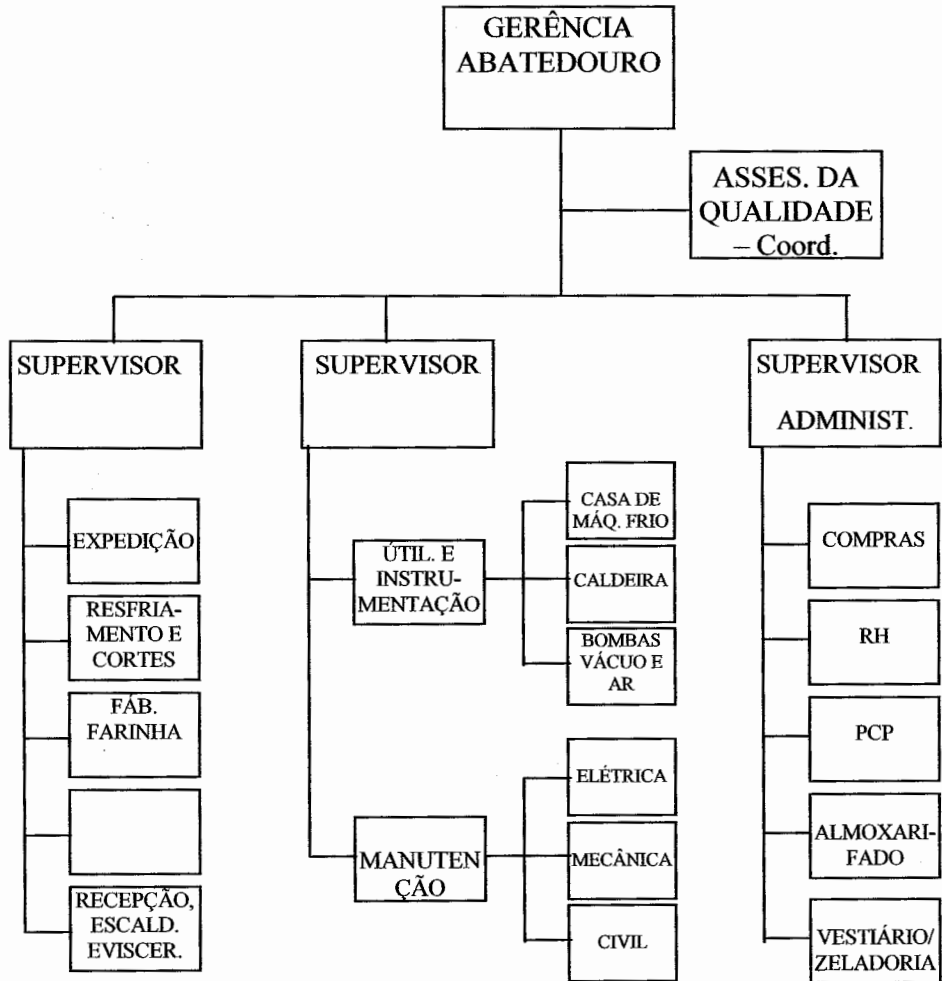 GERÊNCIA
ABATEDOURO
ASSES. DA
QUALIDADE
– Coord.
SUPERVISOR
EXPEDIÇÃO
RESFRIA-
MENTO E
CORTES
FÁB.
FARINHA
RECEPÇÃO,
ESCALD.
EVISCER.
SUPERVISOR
ÚTIL. E
INSTRU-
MENTAÇÃO
CASA DE
MÁQ. FRIO
CALDEIRA
BOMBAS
VÁCUO E
AR
MANUTEN
ÇÃO
ELÉTRICA
MECÂNICA
CIVIL
SUPERVISOR
ADMINIST.
COMPRAS
RH
PCP
ALMOXARI-
FADO
VESTIÁRIO/
ZELADORIA